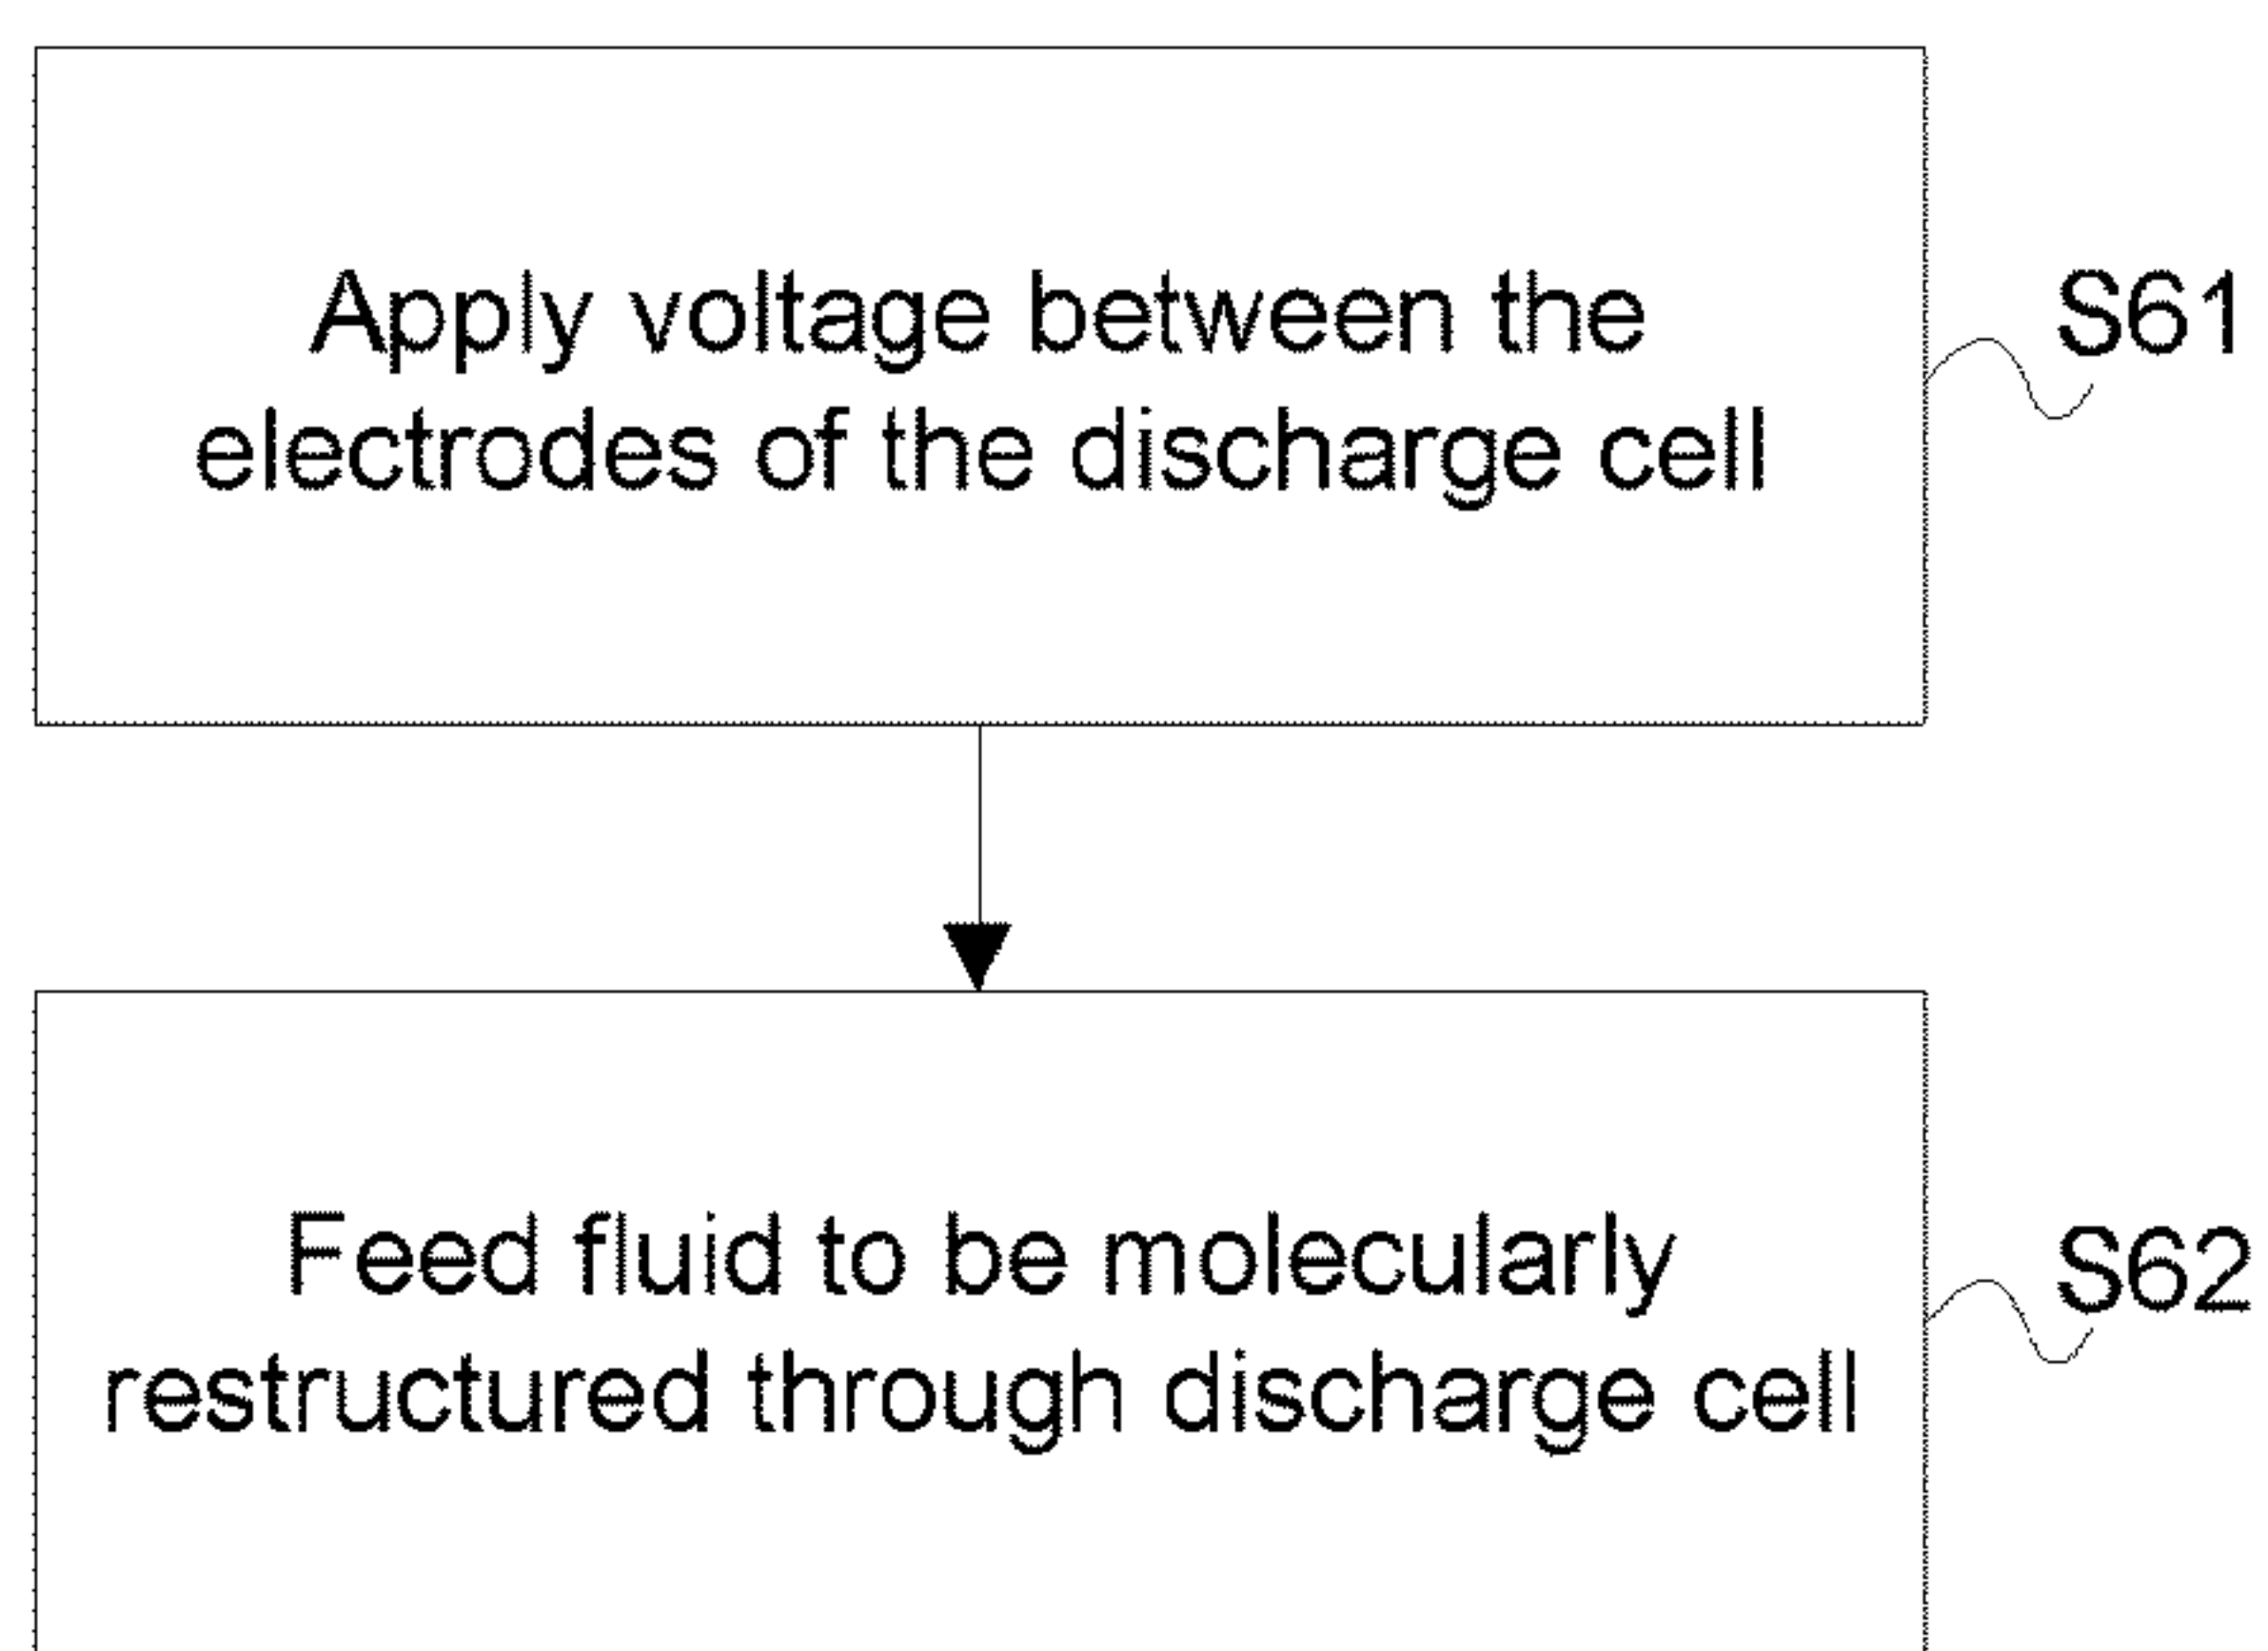 Apply voltage between the
electrodes of the discharge cell
S61
Feed fluid to be molecularly
restructured through discharge cell
S62